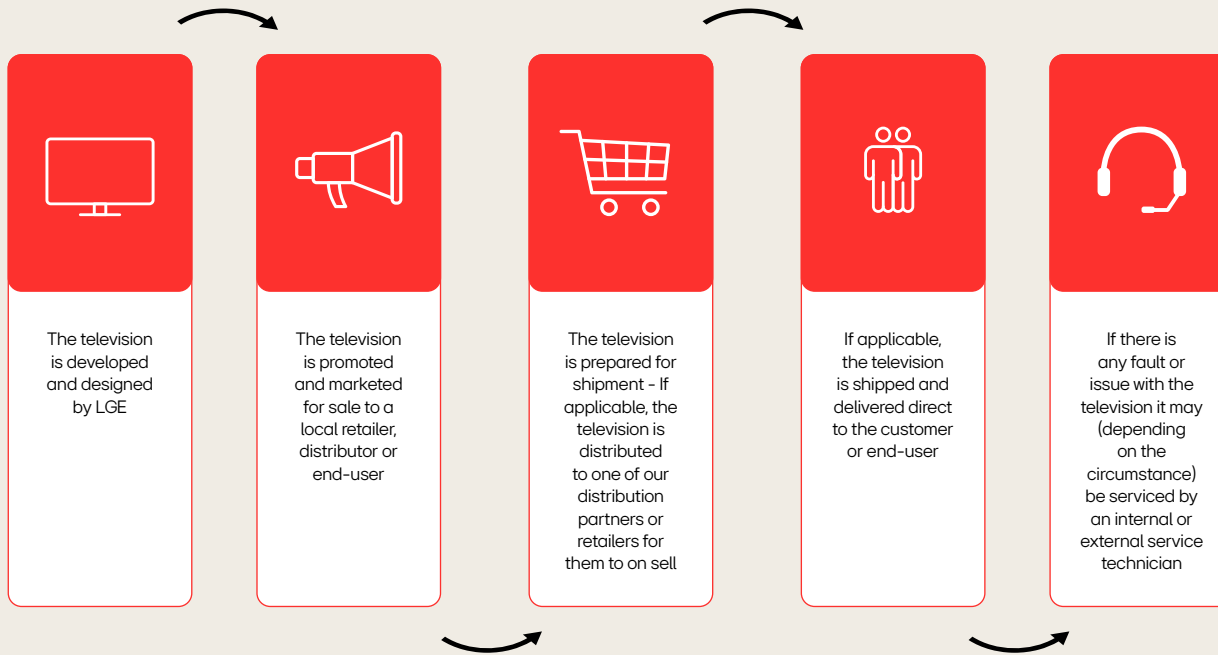 The television
is developed
and designed
by LGE
The television
is promoted
and marketed
for sale to a
local retailer,
distributor or
end-user
The television
is prepared for
shipment - If
applicable, the
television is
distributed
to one of our
distribution
partners or
retailers for
them to on sell
If applicable,
the television
is shipped and
delivered direct
to the customer
or end-user
If there is
any fault or
issue with the
television it may
(depending
on the
circumstance)
be serviced by
an internal or
external service
technician